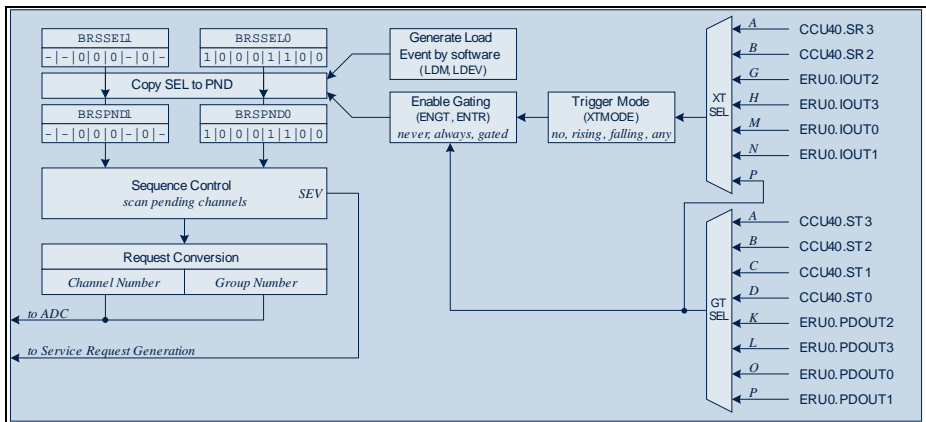 BRSSEL1
-|-|0|0|0|-|0|-
BRSSEL0
1|0|0|0|1|1|0|0
Copy SEL to PND
BRSPND1
-|-|0|0|0|-|0|-
BRSPND0
1|0|0|0|1|1|0|0
Sequence Control
scan pending channels
SEV
Request Conversion
Channel Number
Group Number
to ADC
to Service Request Generation
Generate Load
Event by software
(LDM, LDEV)
Enable Gating
(ENGT, ENTR)
never, always, gated
Trigger Mode
(XTMODE)
no, rising, falling, any
XT
SEL
A CCU40.SR3
B CCU40.SR2
G ERU0.IOUT2
H ERU0.IOUT3
M ERU0.IOUT0
N ERU0.IOUT1
P
GT
SEL
A CCU40.ST3
B CCU40.ST2
C CCU40.ST1
D CCU40.ST0
K ERU0.PDOUT2
L ERU0.PDOUT3
O ERU0.PDOUT0
P ERU0.PDOUT1